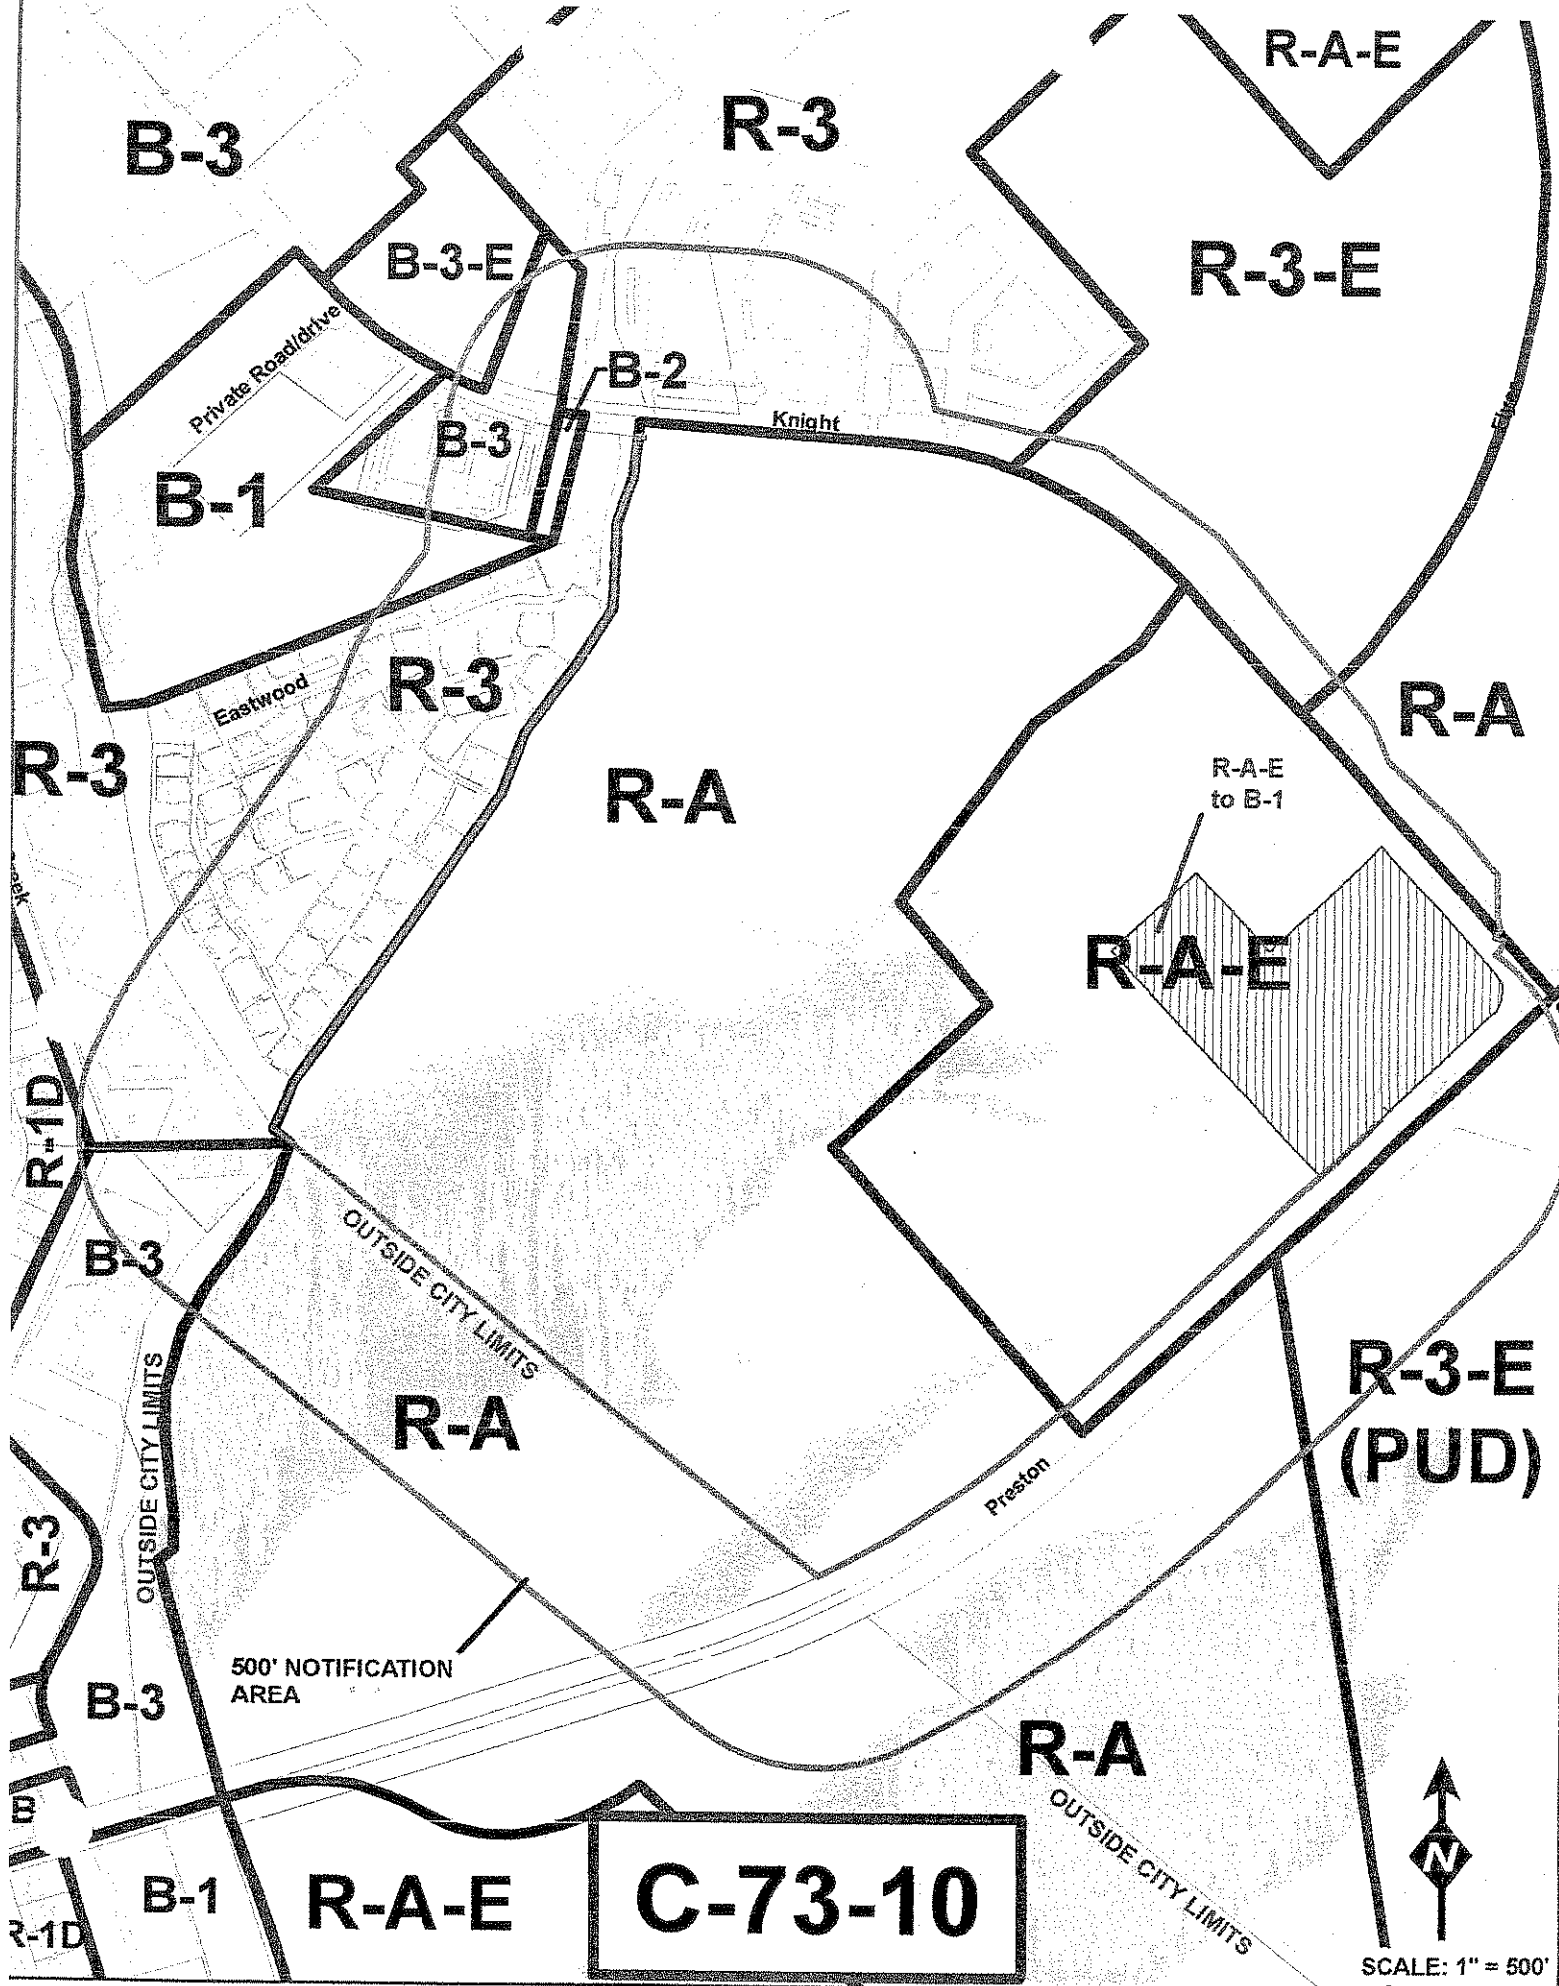 R-A-E
B-3
R-3
B-3-E
R-3-E
Private Road/drive
B-2
Knight
B-3
B-1
R-3
Eastwood
R-A
R-3
R-A
R-A-E
to B-1
R-A-E
R-1D
OUTSIDE CITY LIMITS
B-3
OUTSIDE CITY LIMITS
R-A
R-3-E
(PUD)
Preston
R-3
500' NOTIFICATION
AREA
B-3
R-A
OUTSIDE CITY LIMITS
B
B-1
R-A-E
C-73-10
N
R-1D
SCALE: 1" = 500'